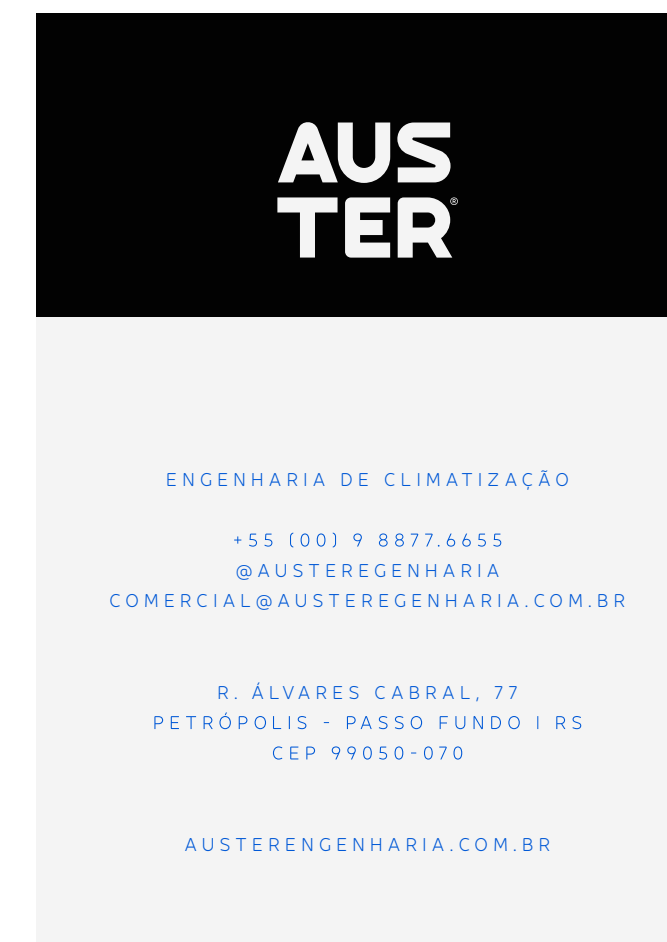 AUS
TER®
ENGENHARIA DE CLIMATIZAÇÃO
+55 (00) 9 8877.6655
@AUSTEREGENHARIA
COMERCIAL@AUSTEREGENHARIA.COM.BR
R. ÁLVARES CABRAL, 77
PETRÓPOLIS - PASSO FUNDO I RS
CEP 99050-070
AUSTERENGENHARIA.COM.BR